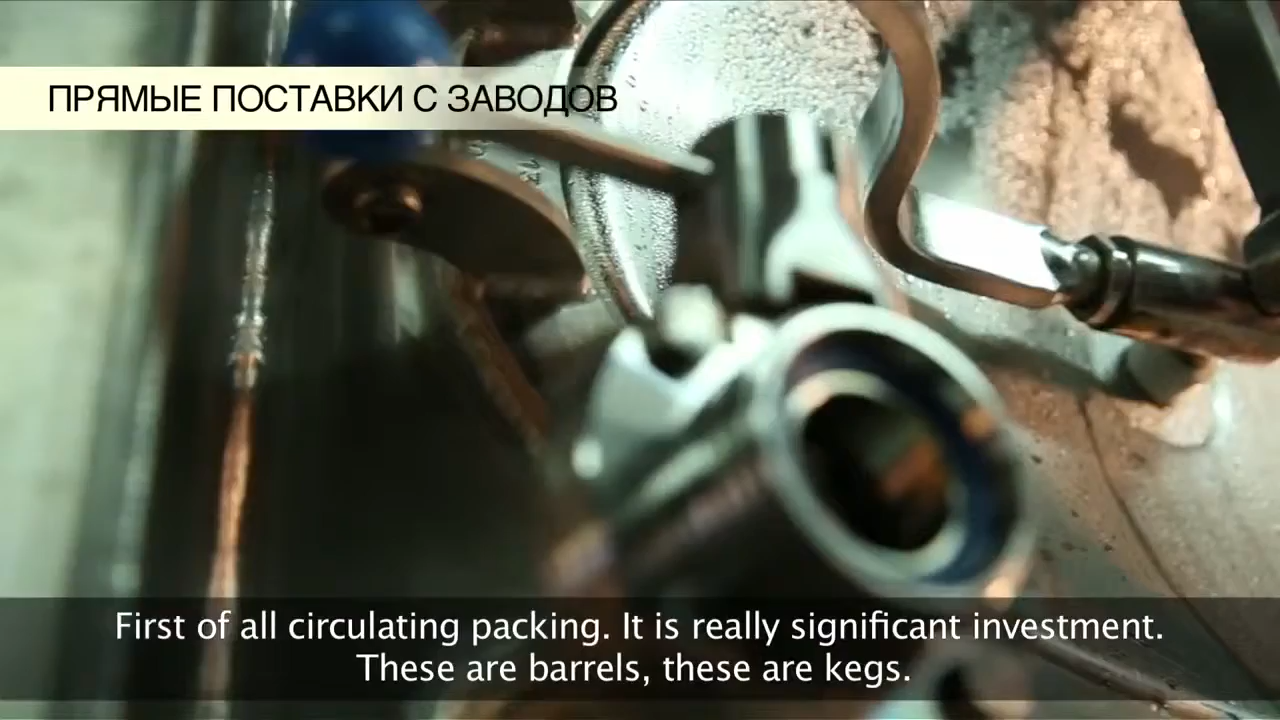 ПРЯМЫЕ ПОСТАВКИ С ЗАВОДОВ
First of all circulating packing. It is really significant investment.
These are barrels, these are kegs.